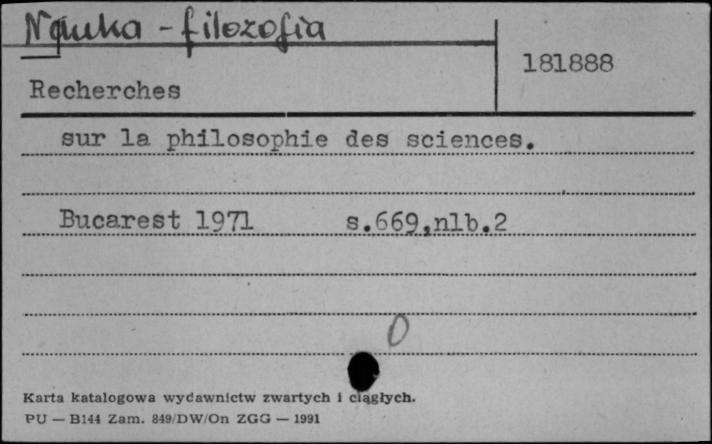 Nauka - filozofia
181888
Recherches
sur la philosophie des sciences.
Bucarest 1971 s.669,nlb.2
0
Karta katalogowa wydawnictw zwartych i ciągłych.
PU — B144 Zam. 849/DW/On ZGG — 1991